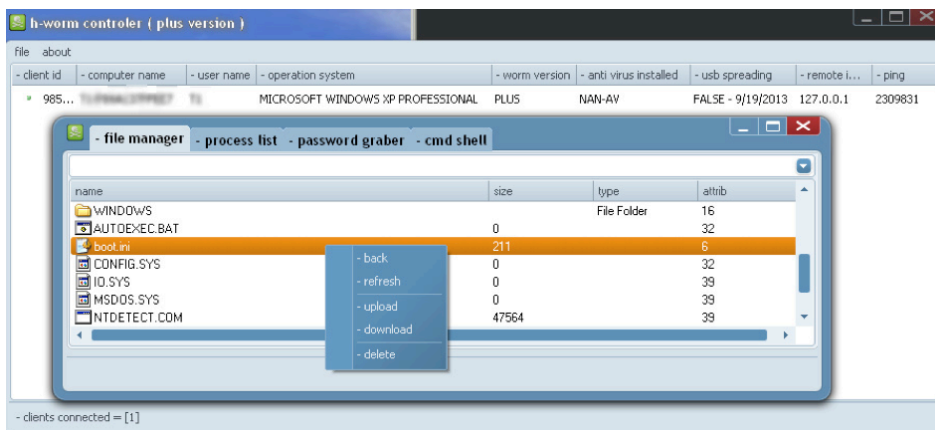 h-worm controler ( plus version )
file about
- client id - computer name - user name - operation system - worm version - anti virus installed - usb spreading - remote i... - ping
985... MICROSOFT WINDOWS XP PROFESSIONAL PLUS NAN-AV FALSE - 9/19/2013 127.0.0.1 2309831
- file manager - process list - password graber - cmd shell
name size type attrib
WINDOWS File Folder 16
AUTOEXEC.BAT 0 32
boot.ini 211 6
CONFIG.SYS 0 32
IO.SYS 0 39
MSDOS.SYS 0 39
NTDETECT.COM 47564 39
- back
- refresh
- upload
- download
- delete
- clients connected = [1]